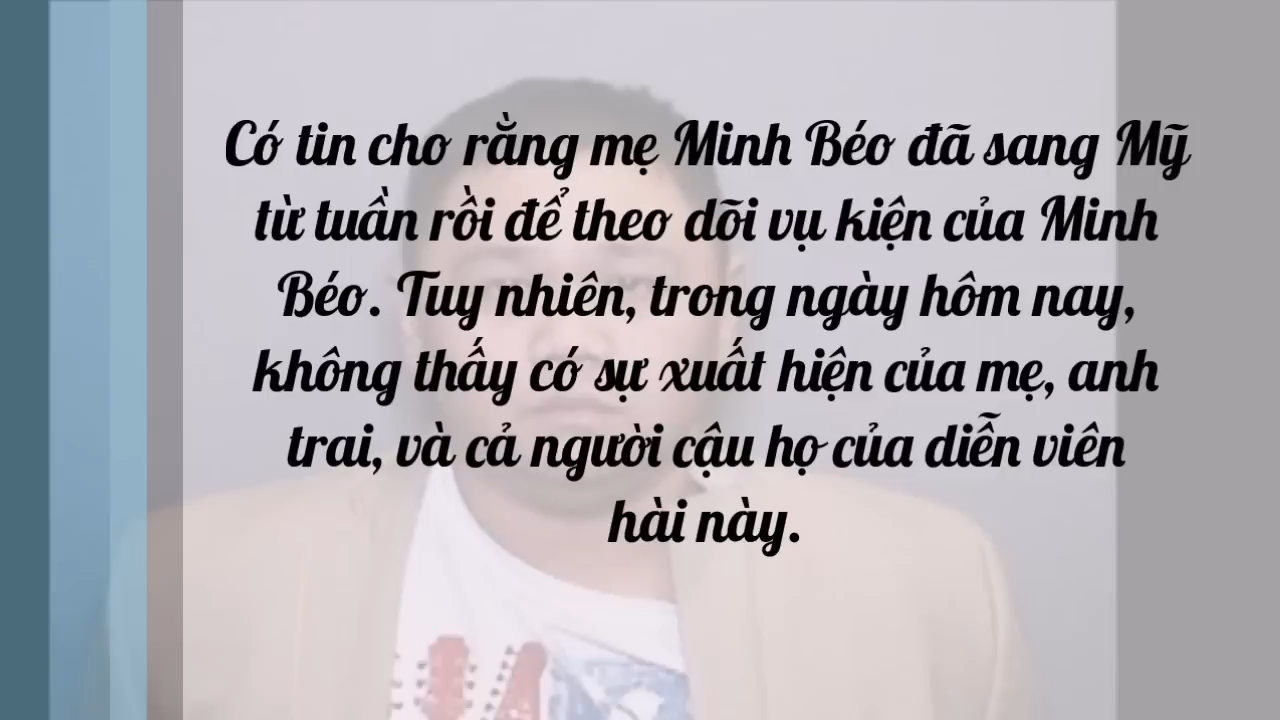 Có tin cho rằng mẹ Minh Béo đã sang Mỹ
từ tuần rồi để theo dõi vụ kiện của Minh
Béo. Tuy nhiên, trong ngày hôm nay,
không thấy có sự xuất hiện của mẹ, anh
trai, và cả người cậu họ của diễn viên
hài này.